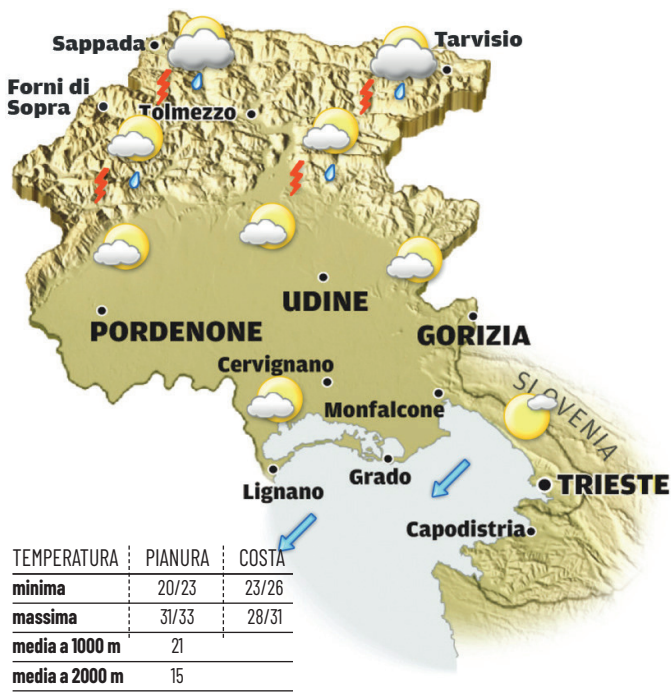 Sappada
Tarvisio
Forni di
Sopra
Tolmezzo
UDINE
PORDENONE
GORIZIA
Cervignano
SLOVENIA
Monfalcone
Grado
Lignano
TRIESTE
Capodistria
TEMPERATURA PIANURA COSTA
minima 20/23 23/26
massima 31/33 28/31
media a 1000 m 21
media a 2000 m 15